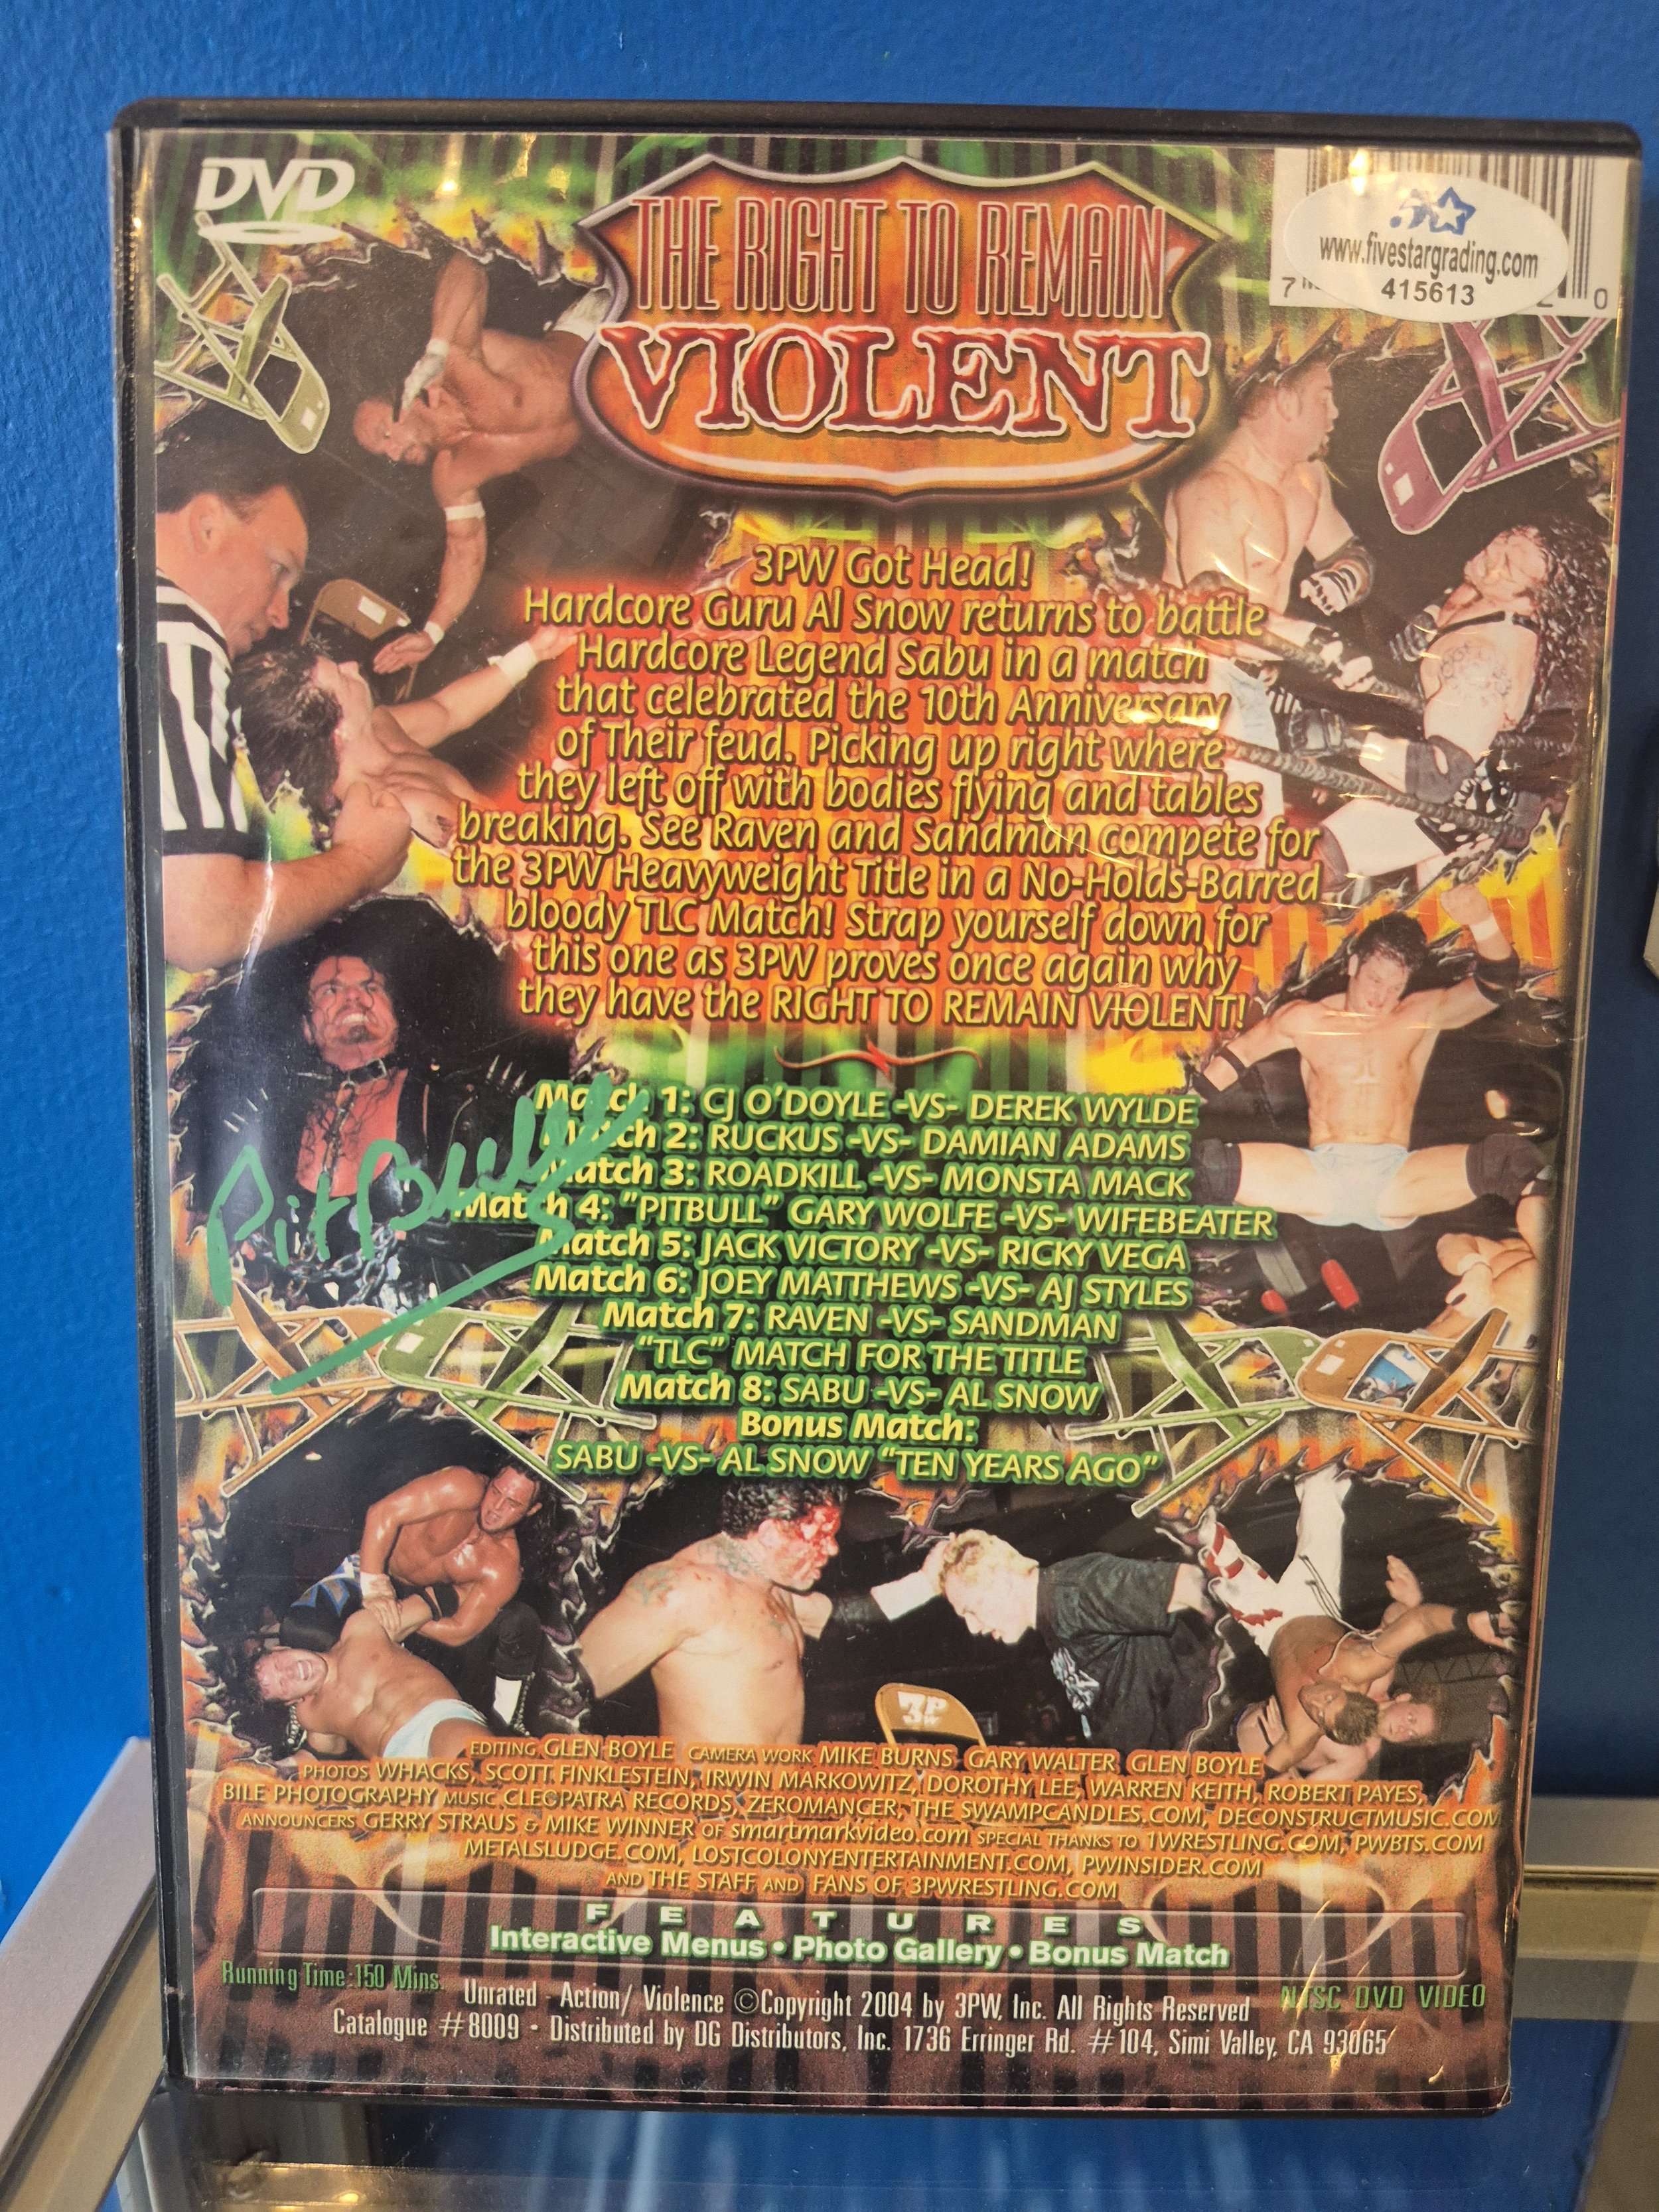 DVD
THE RIGHT TO REMAIN
VIOLENT
www.fivestargrading.com
415613
7
0
3PW Got Head!
Hardcore Guru Al Snow returns to battle
Hardcore Legend Sabu in a match
that celebrated the 10th Anniversary
of Their feud. Picking up right where
they left off with bodies flying and tables
breaking. See Raven and Sandman compete for
the 3PW Heavyweight Title in a No-Holds-Barred
bloody TLC Match! Strap yourself down for
this one as 3PW proves once again why
they have the RIGHT TO REMAIN VIOLENT!
Match 1: CJ O'DOYLE -VS- DEREK WYLDE
Match 2: RUCKUS -VS- DAMIAN ADAMS
Match 3: ROADKILL -VS- MONSTA MACK
Match 4: "PITBULL" GARY WOLFE -VS- WIFEBEATER
Match 5: JACK VICTORY -VS- RICKY VEGA
Match 6: JOEY MATTHEWS -VS- AJ STYLES
Match 7: RAVEN -VS- SANDMAN
"TLC" MATCH FOR THE TITLE
Match 8: SABU -VS- AL SNOW
Bonus Match:
SABU -VS- AL SNOW "TEN YEARS AGO"
PitBull
3PW
EDITING GLEN BOYLE CAMERA WORK MIKE BURNS GARY WALTER GLEN BOYLE
PHOTOS WHACKS, SCOTT FINKLESTEIN, IRWIN MARKOWITZ, DOROTHY LEE, WARREN KEITH, ROBERT PAYES,
BILE PHOTOGRAPHY MUSIC CLEOPATRA RECORDS, ZEROMANCER, THE SWAMPCANDLES.COM, DECONSTRUCTMUSIC.COM
ANNOUNCERS GERRY STRAUS & MIKE WINNER OF smartmarkvideo.com SPECIAL THANKS TO 1WRESTLING.COM, PWBTS.COM
METALSLUDGE.COM, LOSTCOLONYENTERTAINMENT.COM, PWINSIDER.COM
AND THE STAFF AND FANS OF 3PWRESTLING.COM
FEATURES
Interactive Menus • Photo Gallery • Bonus Match
Running Time: 150 Mins.
Unrated - Action/ Violence ©Copyright 2004 by 3PW, Inc. All Rights Reserved
NTSC DVD VIDEO
Catalogue #8009 - Distributed by DG Distributors, Inc. 1736 Erringer Rd. #104, Simi Valley, CA 93065